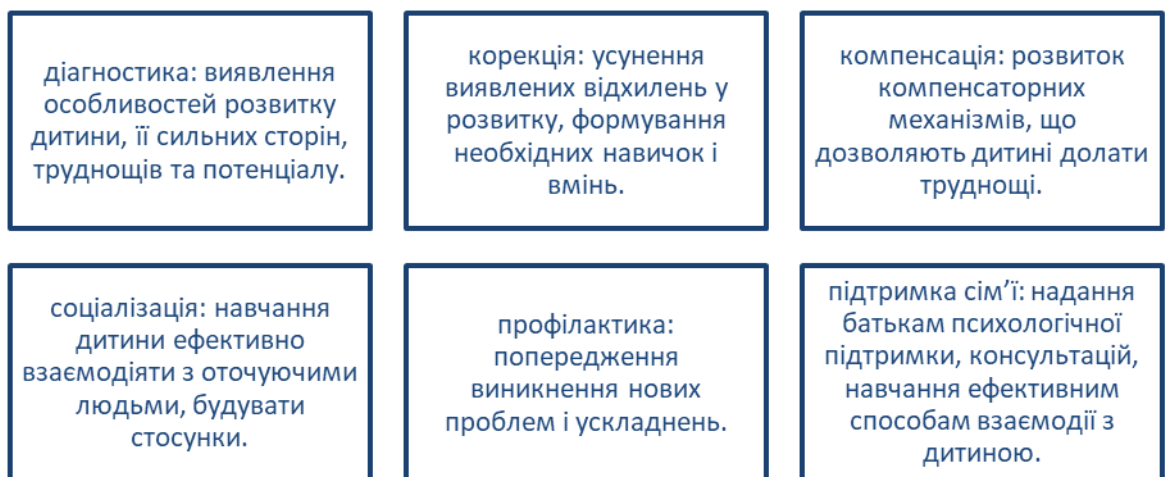 діагностика: виявлення
особливостей розвитку
дитини, її сильних сторін,
труднощів та потенціалу.
корекція: усунення
виявлених відхилень у
розвитку, формування
необхідних навичок і
вмінь.
компенсація: розвиток
компенсаторних
механізмів, що
дозволяють дитині долати
труднощі.
соціалізація: навчання
дитини ефективно
взаємодіяти з оточуючими
людьми, будувати
стосунки.
профілактика:
попередження
виникнення нових
проблем і ускладнень.
підтримка сім’ї: надання
батькам психологічної
підтримки, консультацій,
навчання ефективним
способам взаємодії з
дитиною.